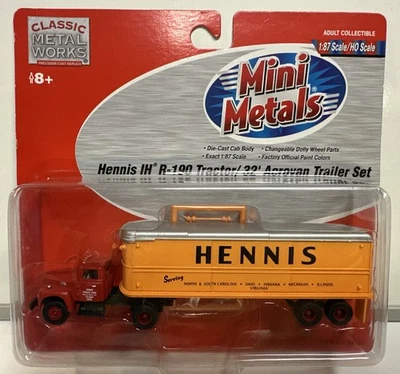 CLASSIC
METAL
WORKS
ADULT COLLECTIBLE
1:87 Scale/HO Scale
8+
Mini
Metals®
• Die-Cast Cab Body
• Changeable Dolly Wheel Parts
• Exact 1:87 Scale
• Factory Official Paint Colors
Hennis IH® R-190 Tractor/ 32' Aerovan Trailer Set
HENNIS
Serving
NORTH & SOUTH CAROLINA • OHIO • INDIANA • MICHIGAN • ILLINOIS
VIRGINIA